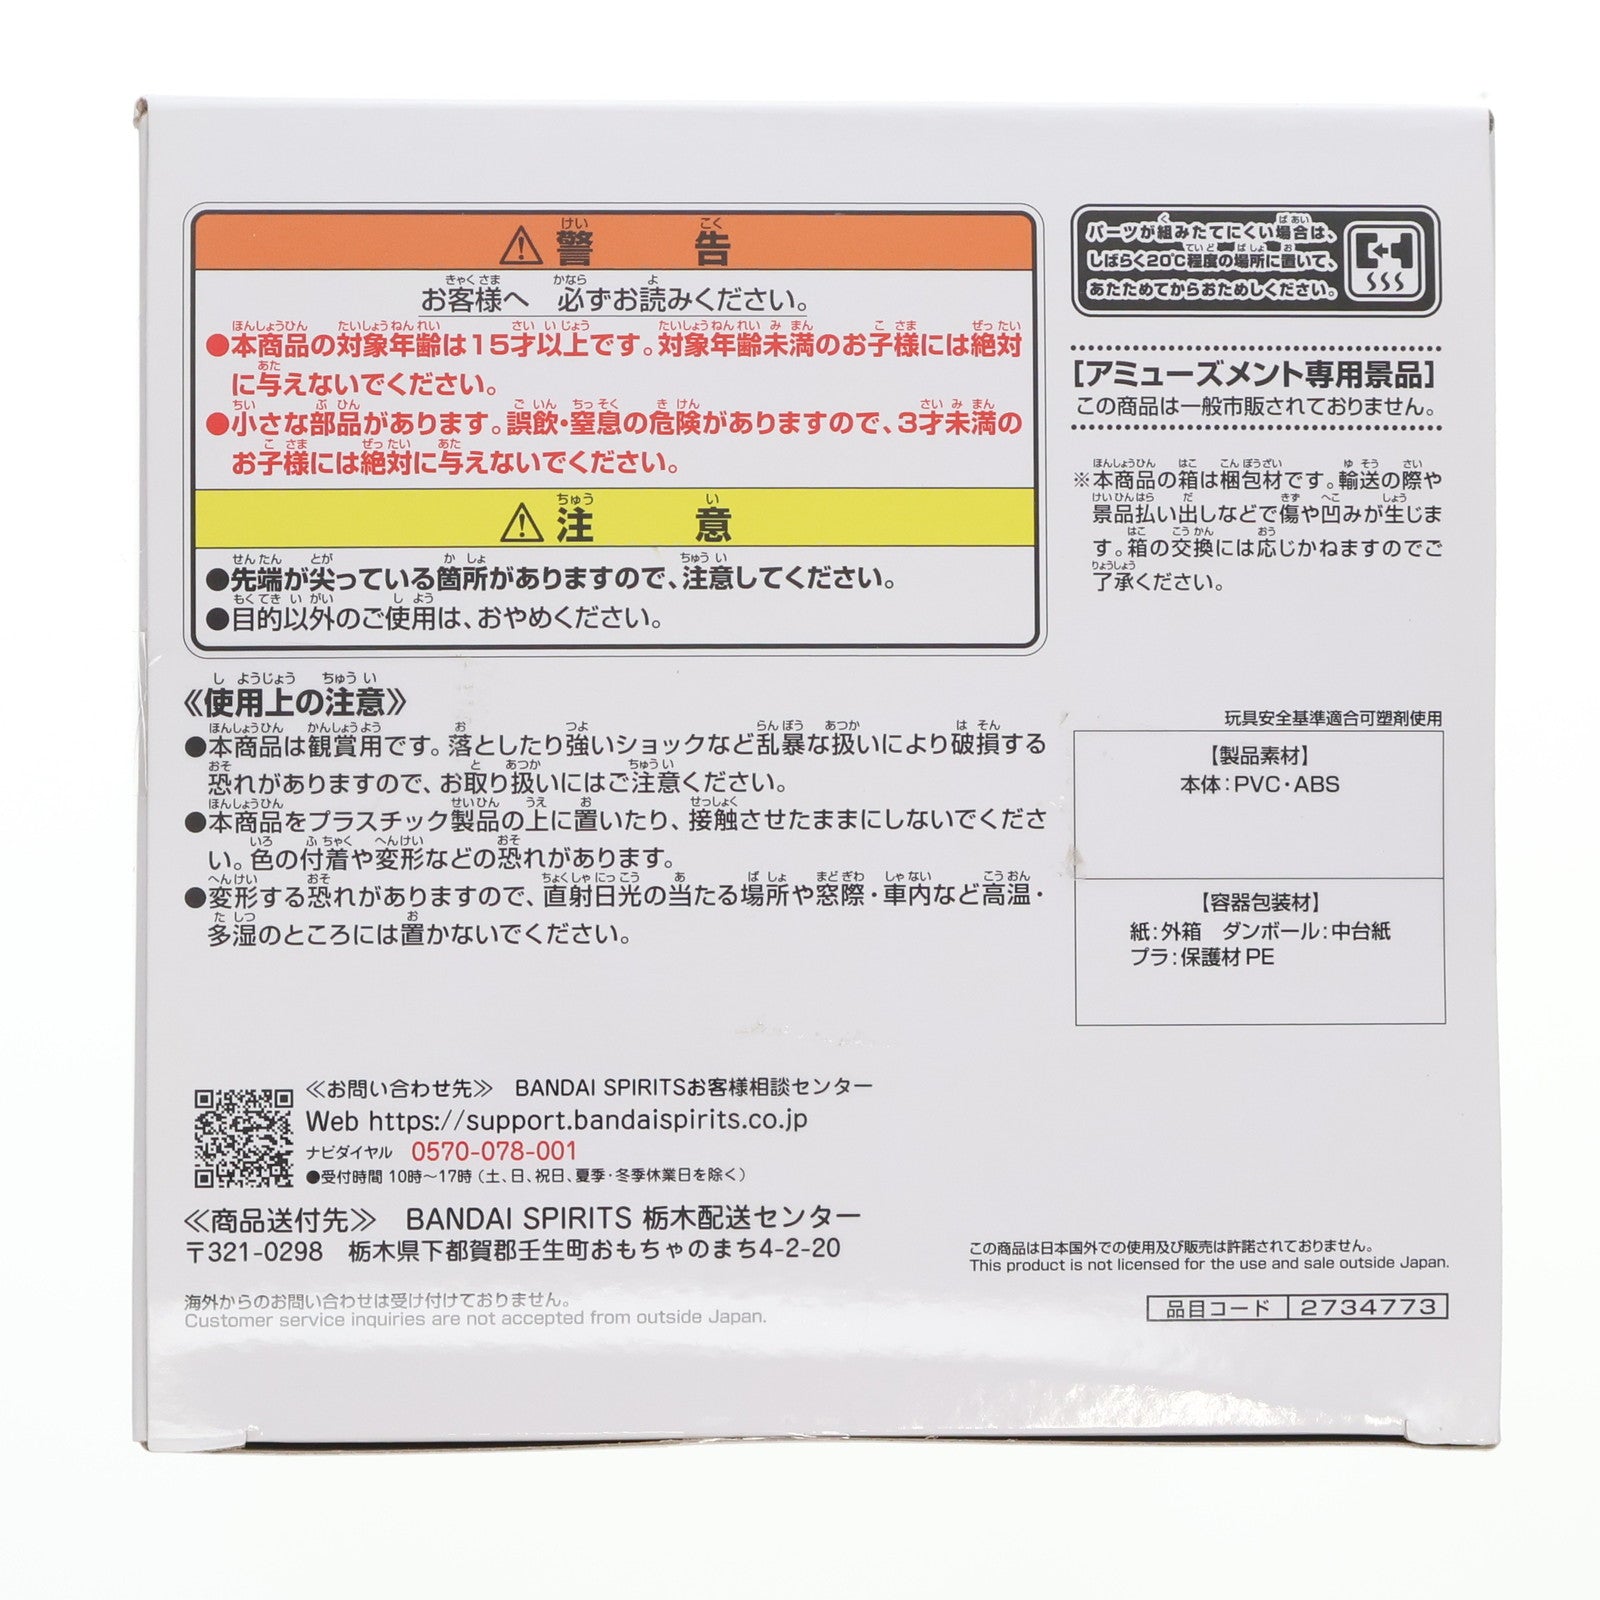 警告
お客様へ 必ずお読みください。
●本商品の対象年齢は15才以上です。対象年齢未満のお子様には絶対
に与えないでください。
●小さな部品があります。誤飲・窒息の危険がありますので、3才未満の
お子様には絶対に与えないでください。
注意
●先端が尖っている箇所がありますので、注意してください。
●目的以外のご使用は、おやめください。
《使用上の注意》
●本商品は観賞用です。落としたり強いショックなど乱暴な扱いにより破損する
恐れがありますので、お取り扱いにはご注意ください。
●本商品をプラスチック製品の上に置いたり、接触させたままにしないでくださ
い。色の付着や変形などの恐れがあります。
●変形する恐れがありますので、直射日光の当たる場所や窓際・車内など高温・
多湿のところには置かないでください。
パーツが組みたてにくい場合は、
しばらく20℃程度の場所に置いて、
あたためてからおためしください。
[アミューズメント専用景品]
この商品は一般市販されておりません。
※本商品の箱は梱包材です。輸送の際や
景品払い出しなどで傷や凹みが生じま
す。箱の交換には応じかねますのでご
了承ください。
玩具安全基準適合可塑剤使用
【製品素材】
本体:PVC・ABS
【容器包装材】
紙:外箱 ダンボール:中台紙
プラ:保護材PE
≪お問い合わせ先≫ BANDAI SPIRITSお客様相談センター
Web https://support.bandaispirits.co.jp
ナビダイヤル 0570-078-001
●受付時間 10時〜17時(土、日、祝日、夏季・冬季休業日を除く)
≪商品送付先≫ BANDAI SPIRITS 栃木配送センター
〒321-0298 栃木県下都賀郡壬生町おもちゃのまち4-2-20
海外からのお問い合わせは受け付けておりません。
Customer service inquiries are not accepted from outside Japan.
この商品は日本国外での使用及び販売は許諾されておりません。
This product is not licensed for the use and sale outside Japan.
品目コード 2734773